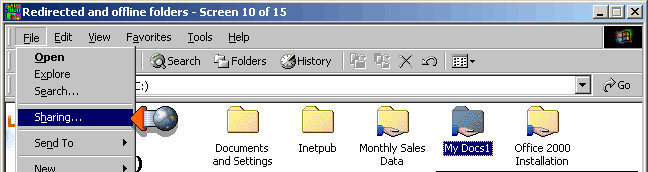 Redirected and offline folders - Screen 10 of 15
File Edit View Favorites Tools Help
Open
Search Folders History
Explore
Search...
C:)
Go
Sharing...
Send To
Documents and Settings
Inetpub
Monthly Sales Data
My Docs1
Office 2000 Installation
New